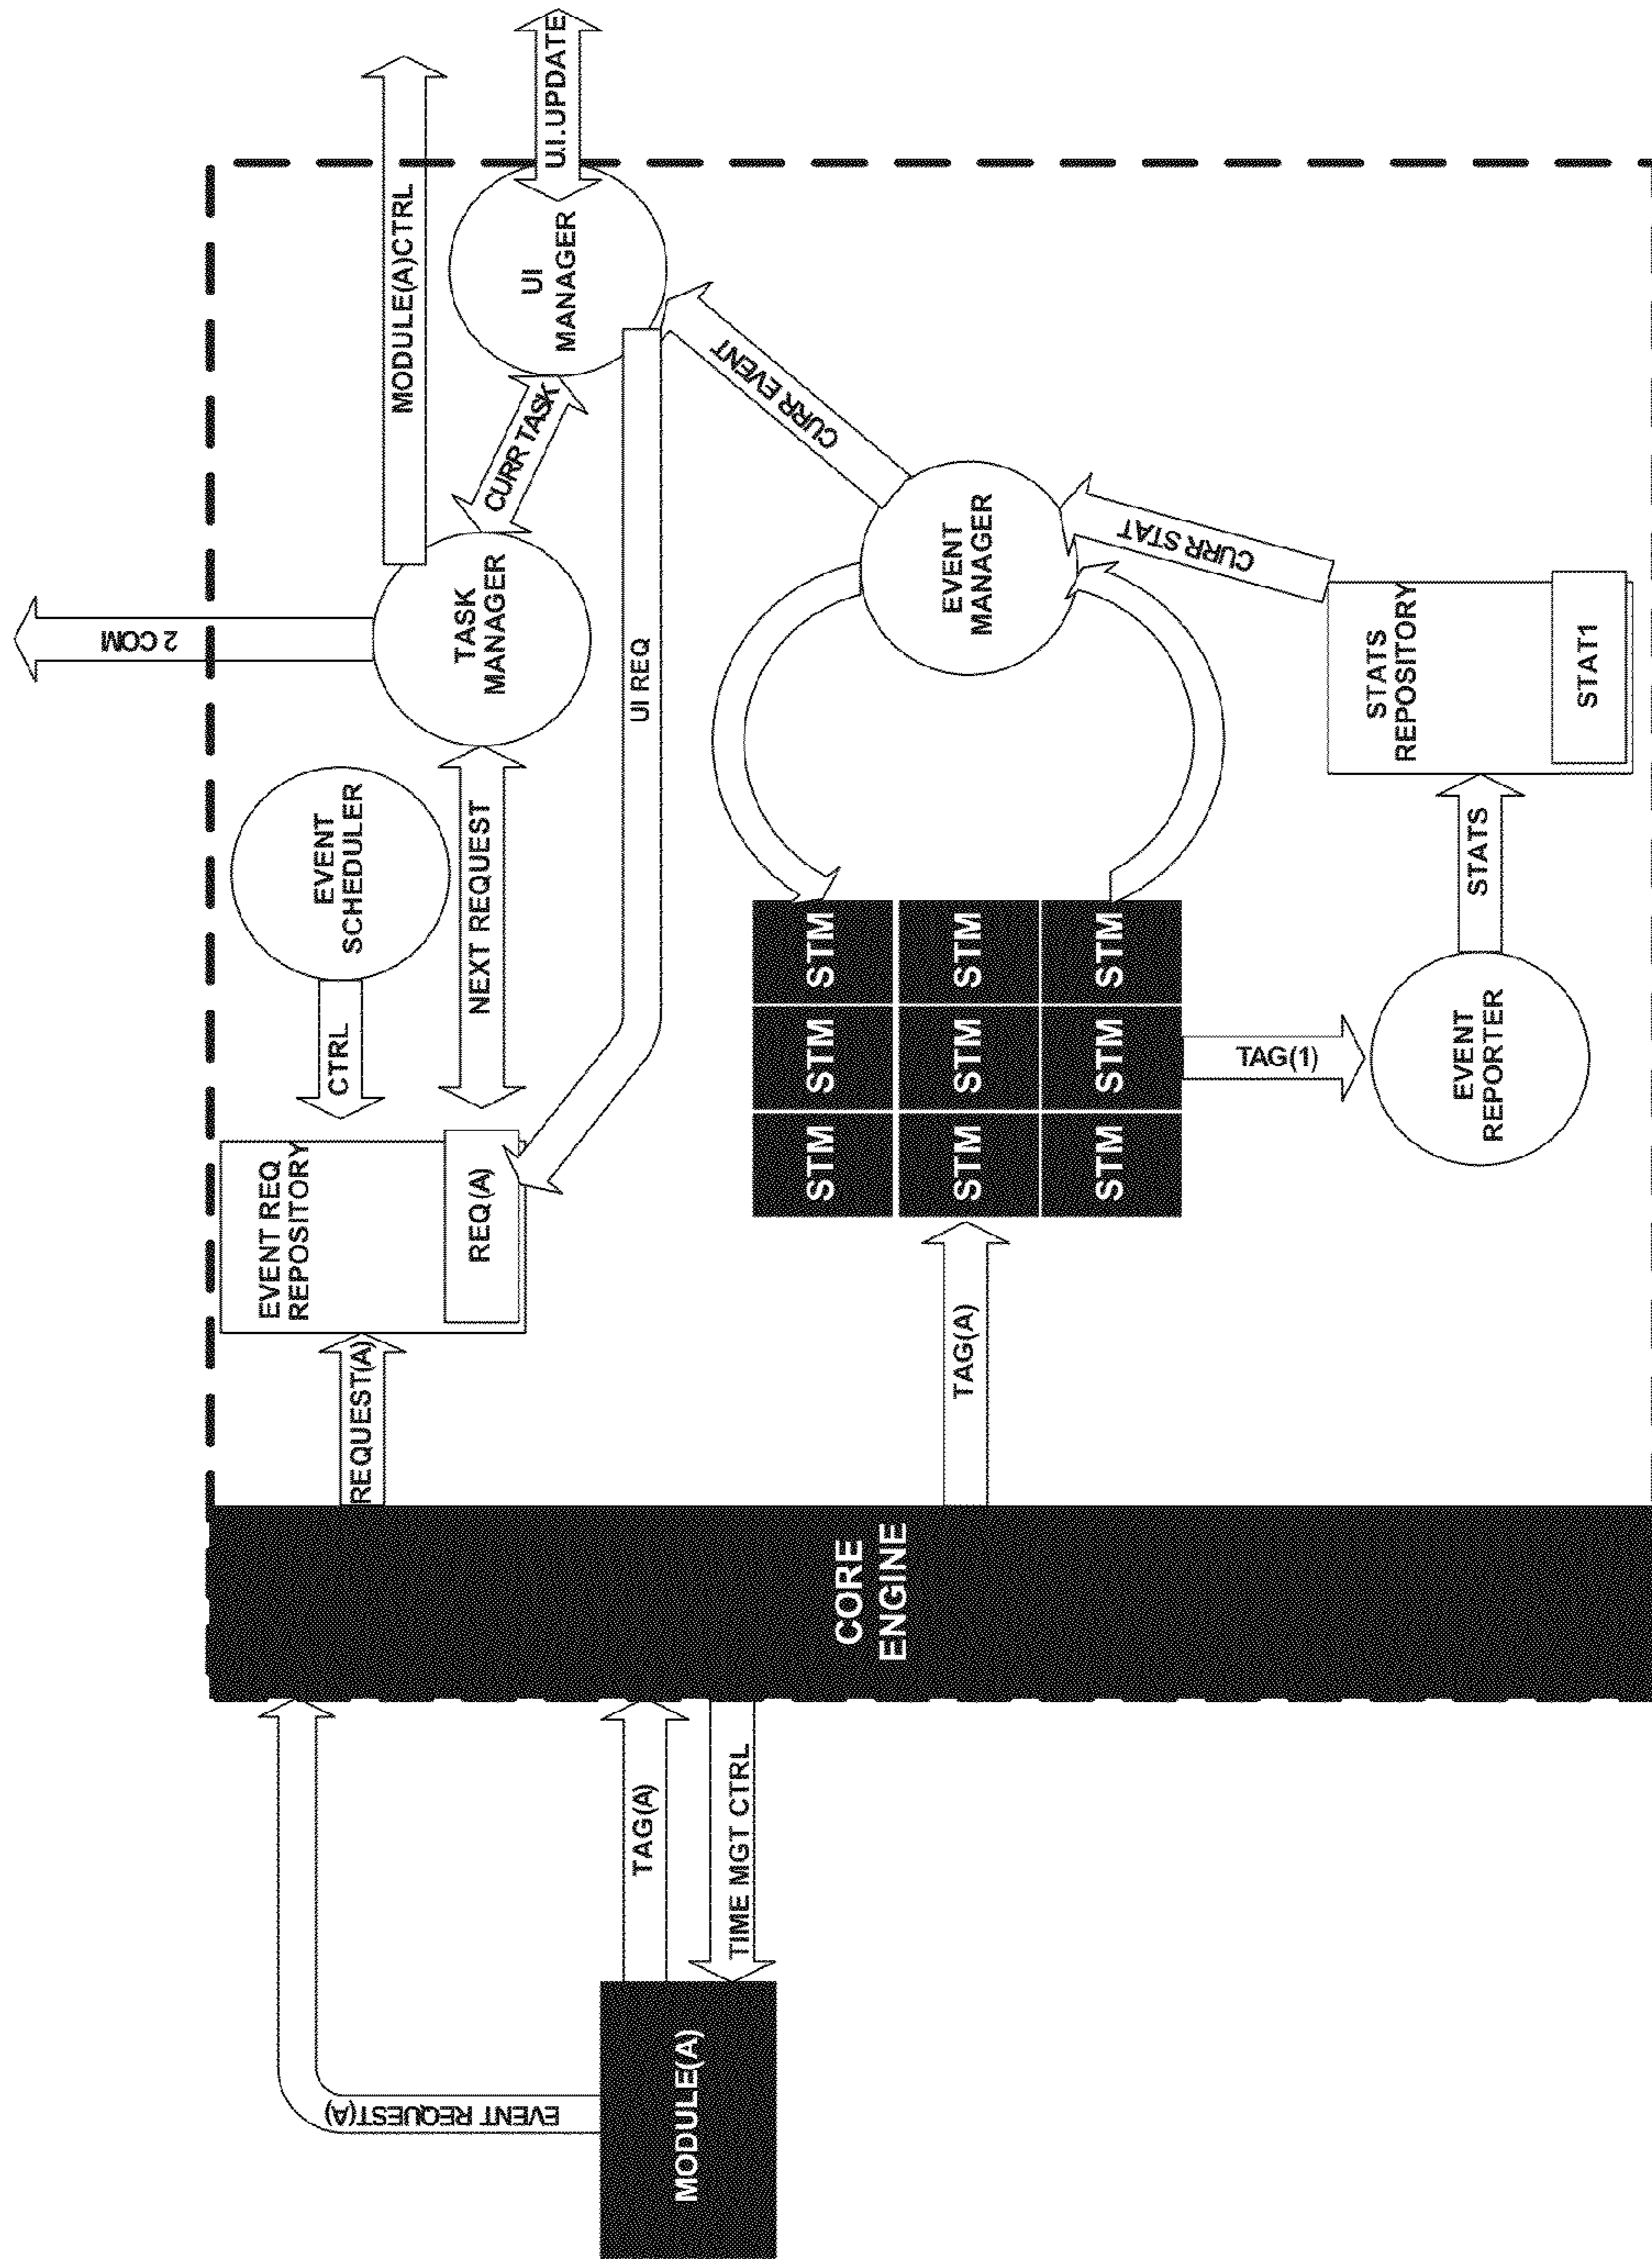 2 COM
MODULE(A)CTRL
U.I.UPDATE
UI
MANAGER
CURR TASK
TASK
MANAGER
EVENT
SCHEDULER
CTRL
NEXT REQUEST
UI REQ
EVENT REQ
REPOSITORY
REQ(A)
REQUEST(A)
CURR EVENT
EVENT
MANAGER
CURR STAT
STATS
REPOSITORY
STAT1
STATS
EVENT
REPORTER
TAG(1)
STM STM STM
STM STM STM
STM STM STM
TAG(A)
CORE
ENGINE
EVENT REQUEST(A)
TAG(A)
TIME MGT CTRL
MODULE(A)